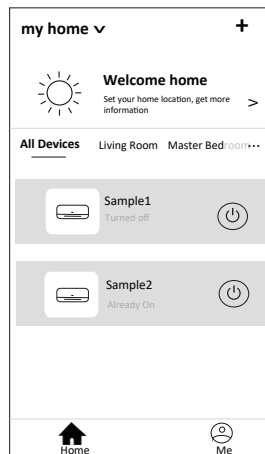 my home
+
Welcome home
Set your home location, get more
information
>
All Devices Living Room Master Bedroom ...
Sample1
Turned off
Sample2
Already On
Home Me